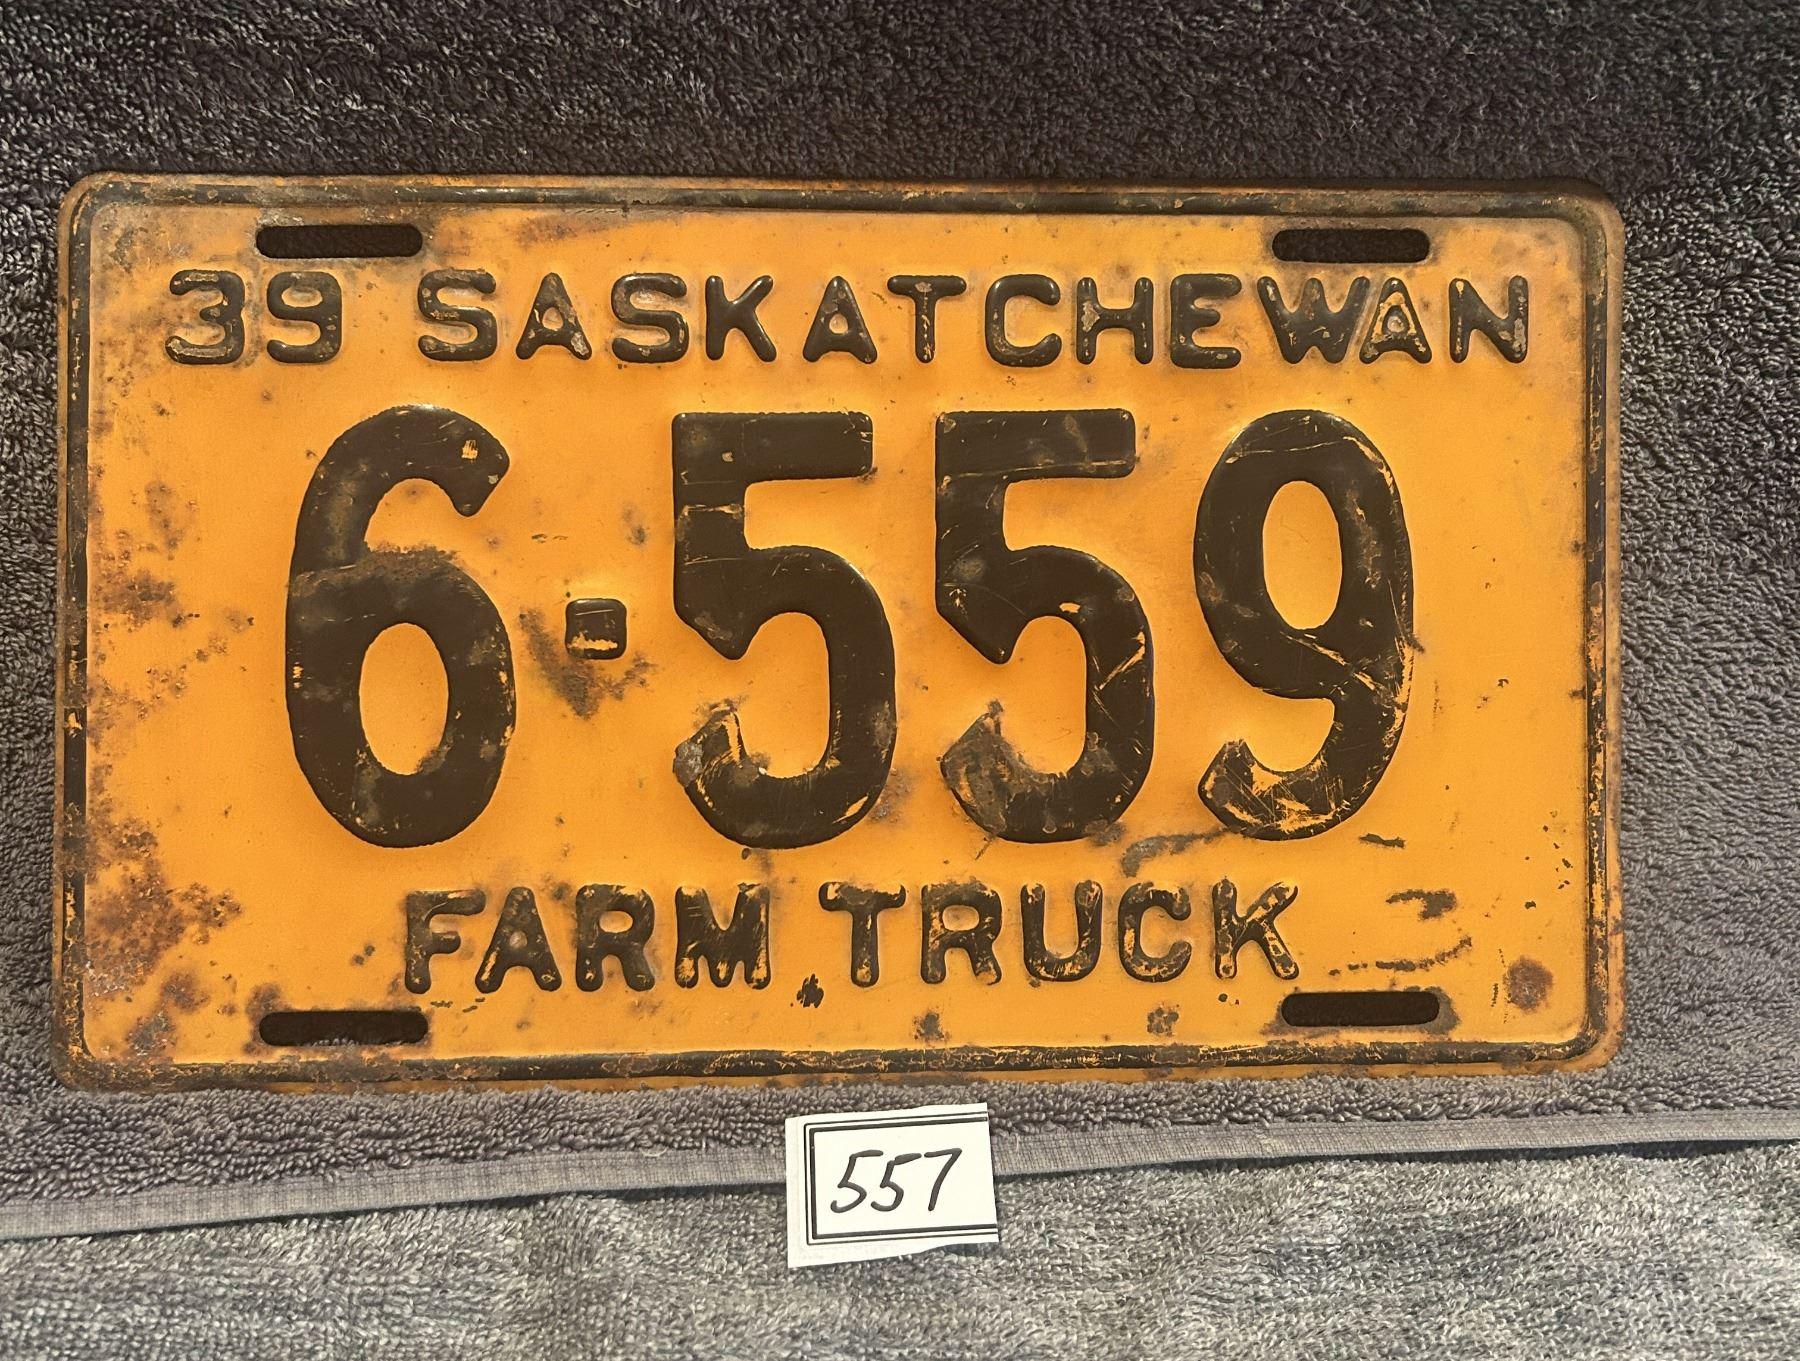 39 SASKATCHEWAN
6-559
FARM TRUCK
557